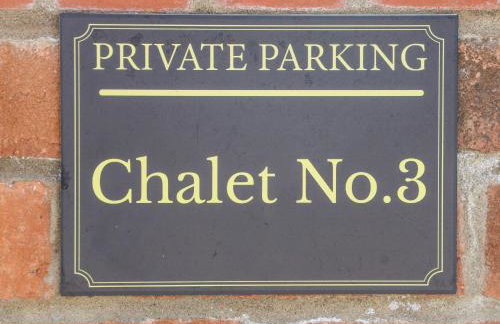 PRIVATE PARKING
Chalet No.3